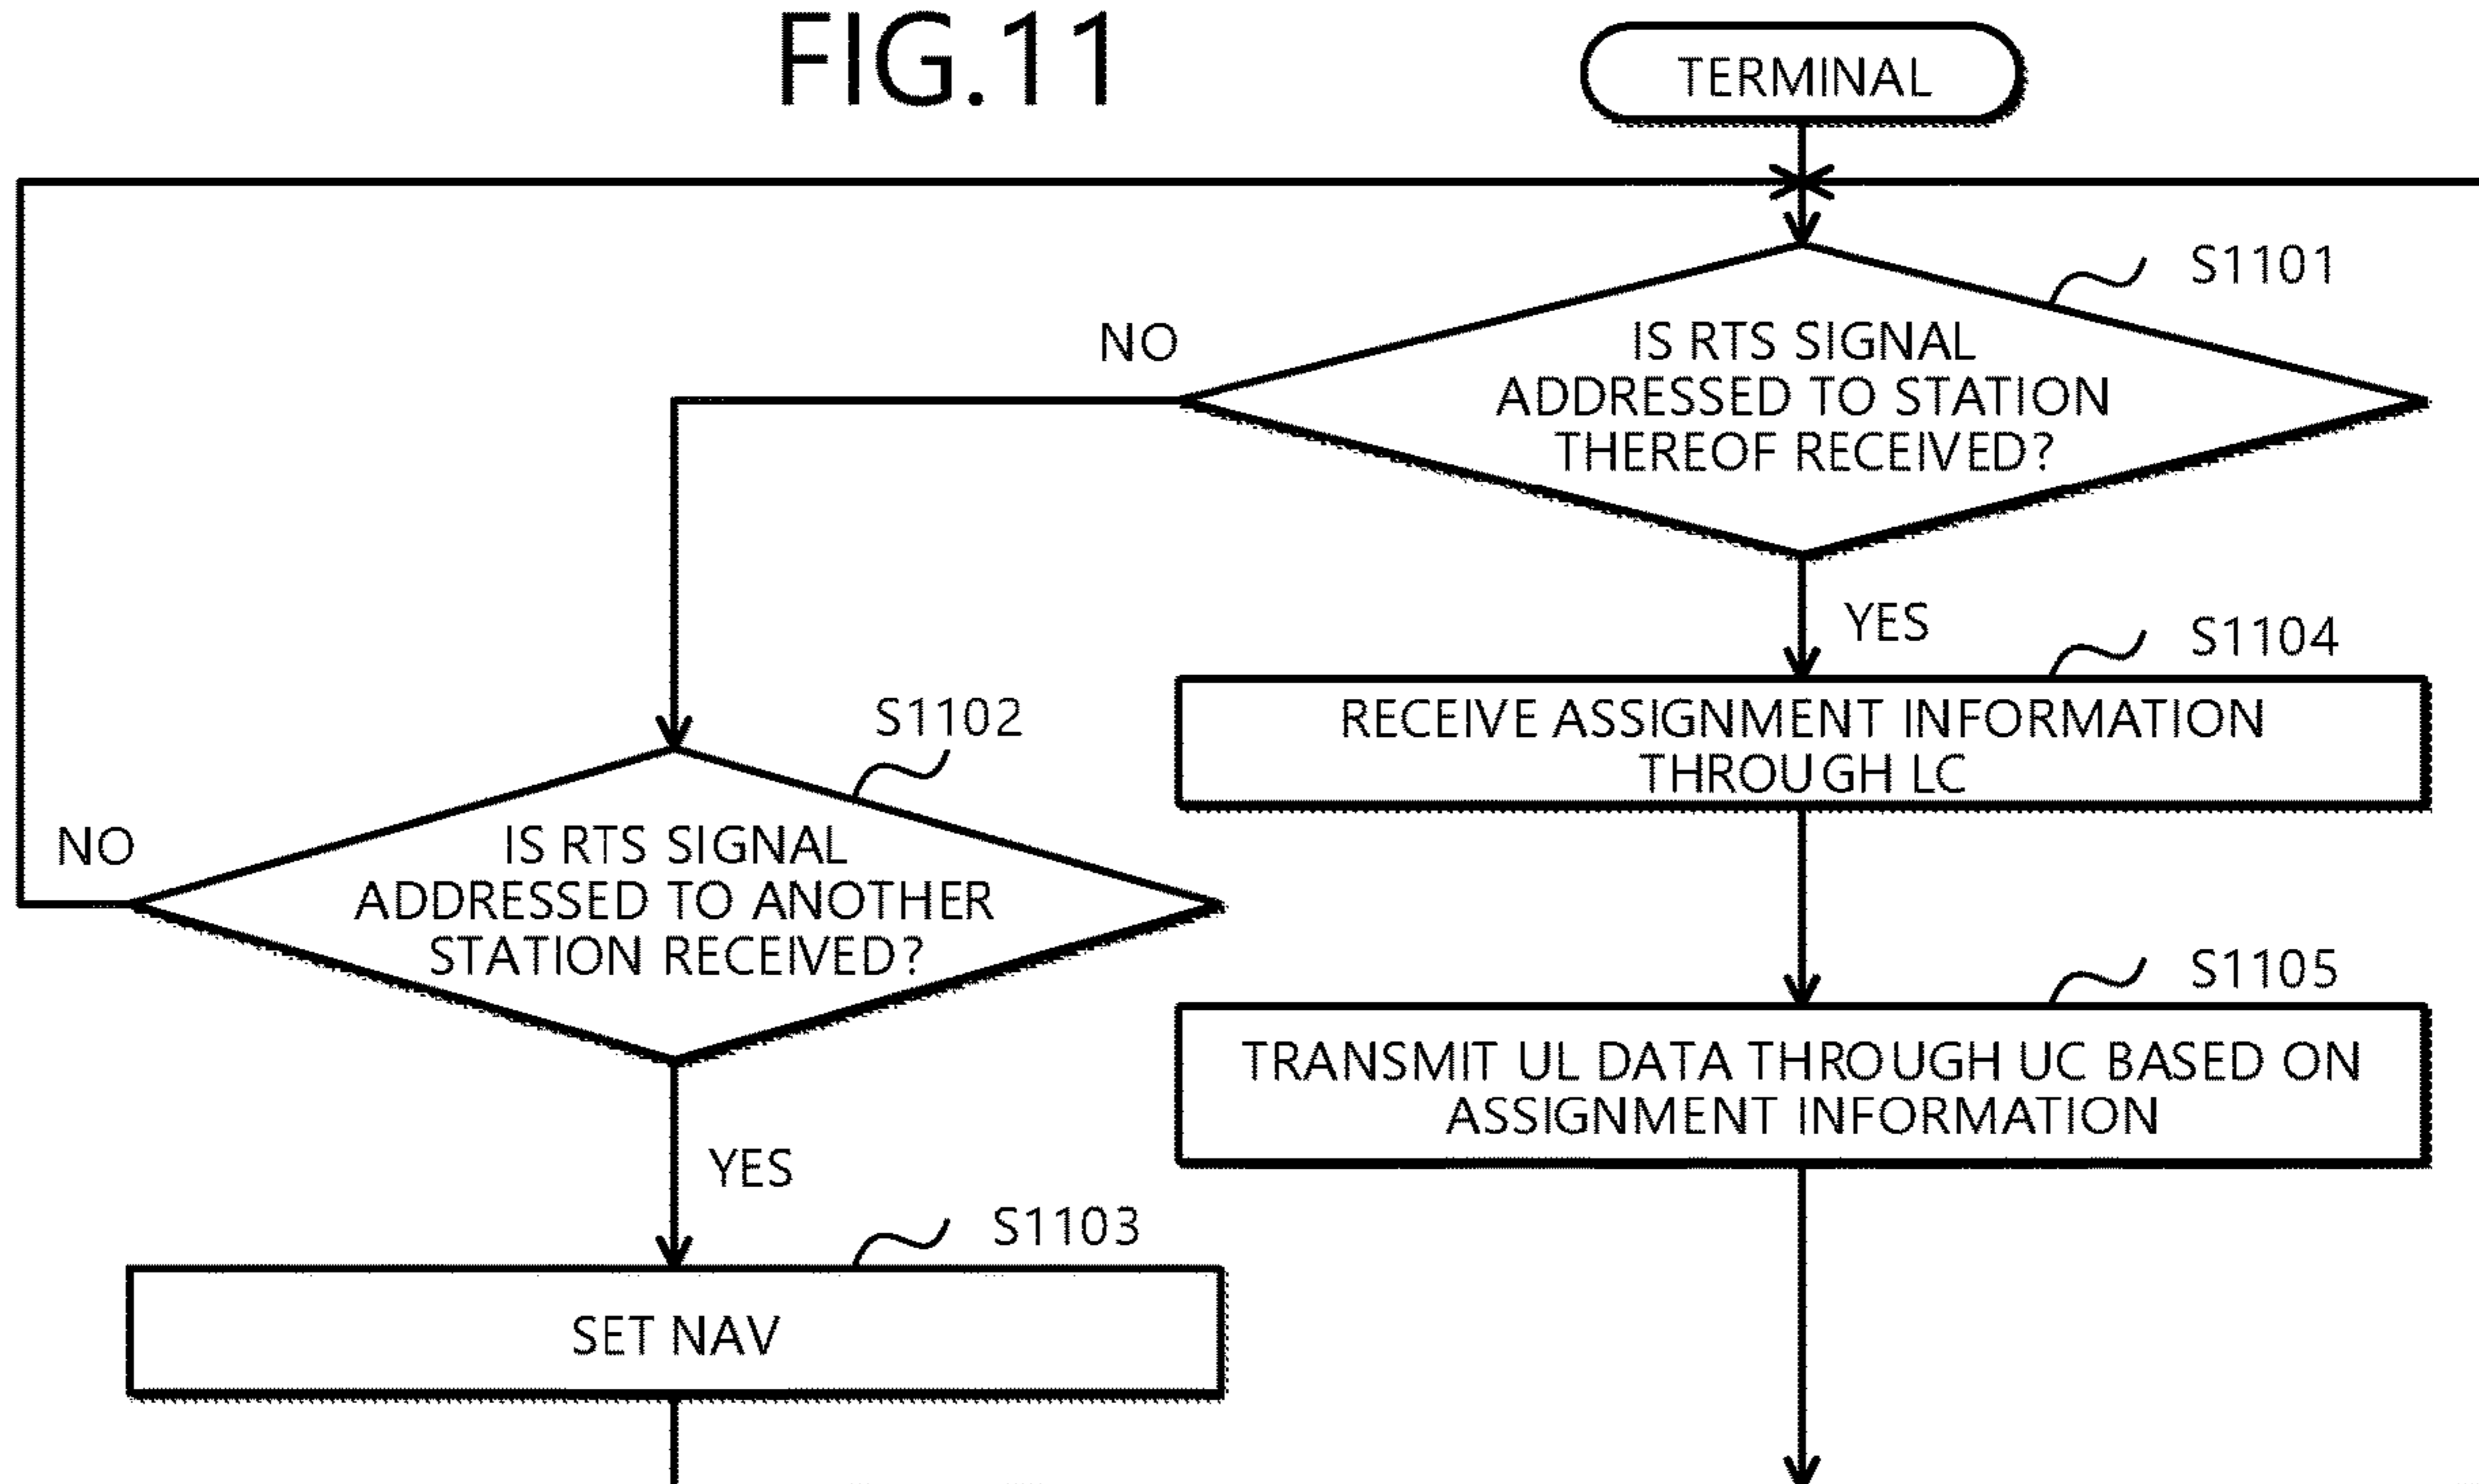 FIG.11
TERMINAL
S1101
NO
IS RTS SIGNAL
ADDRESSED TO STATION
THEREOF RECEIVED?
YES
S1104
RECEIVE ASSIGNMENT INFORMATION
THROUGH LC
S1102
NO
IS RTS SIGNAL
ADDRESSED TO ANOTHER
STATION RECEIVED?
S1105
TRANSMIT UL DATA THROUGH UC BASED ON
ASSIGNMENT INFORMATION
YES
S1103
SET NAV